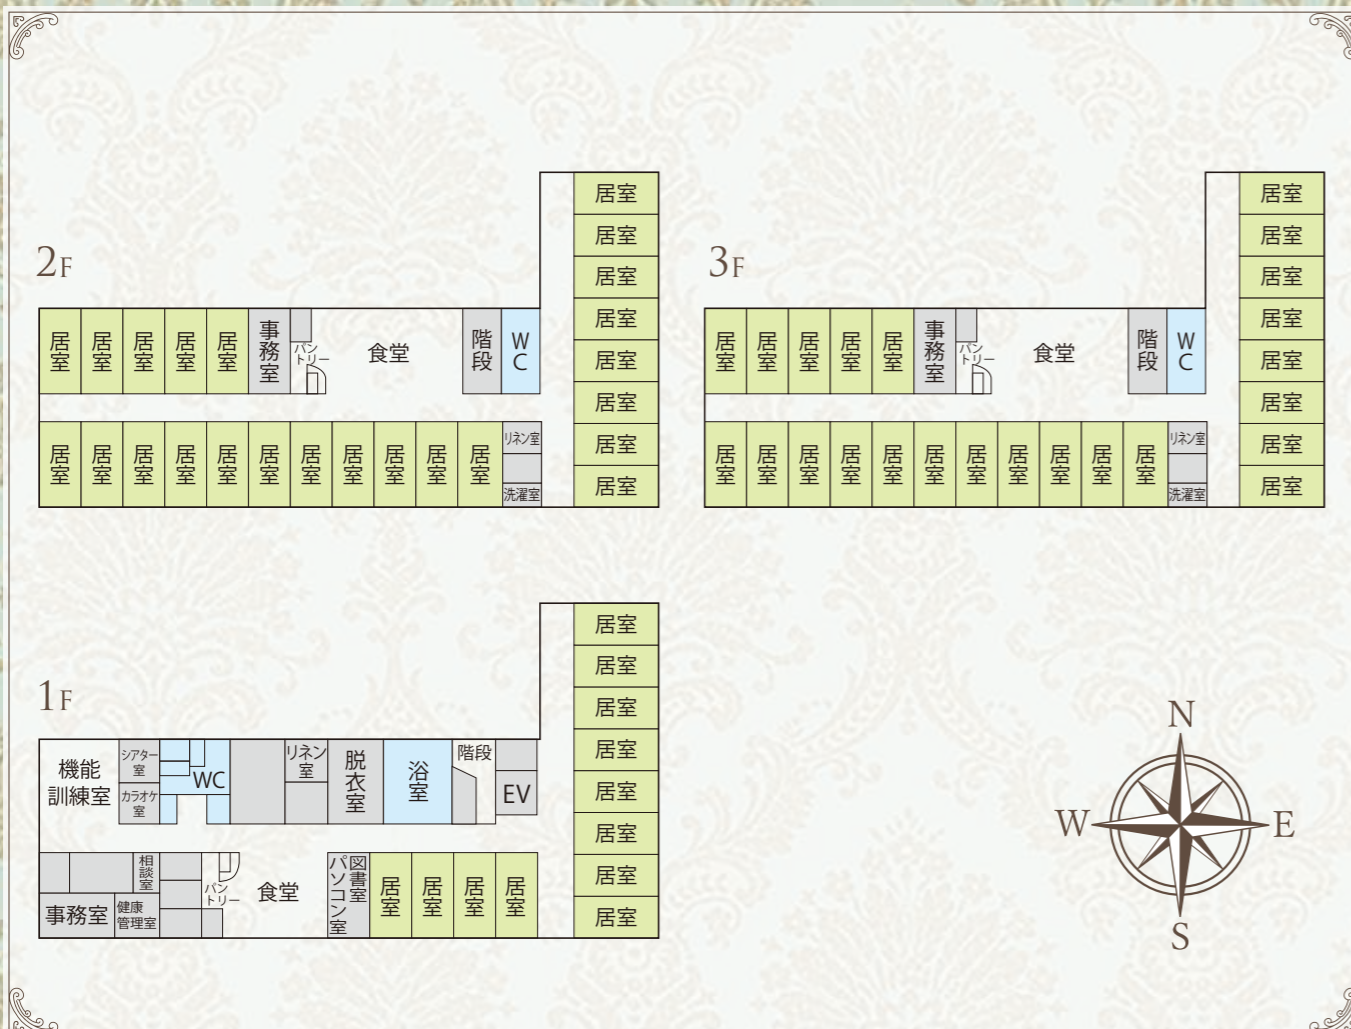 2F
居室
居室
居室
居室
居室
居室
居室
居室
居室
居室
居室
居室
居室
事務室
パン
トリー
食堂
階段
WC
居室
居室
居室
居室
居室
居室
居室
居室
居室
居室
居室
リネン室
洗濯室
3F
居室
居室
居室
居室
居室
居室
居室
居室
居室
居室
居室
居室
居室
事務室
パン
トリー
食堂
階段
WC
居室
居室
居室
居室
居室
居室
居室
居室
居室
居室
居室
リネン室
洗濯室
1F
居室
居室
居室
居室
居室
居室
居室
居室
機能
訓練室
シアター
室
カラオケ
室
WC
リネン
室
脱衣室
浴室
階段
EV
相談室
事務室
健康
管理室
パン
トリー
食堂
図書室
パソコン室
居室
居室
居室
居室
N
W
E
S